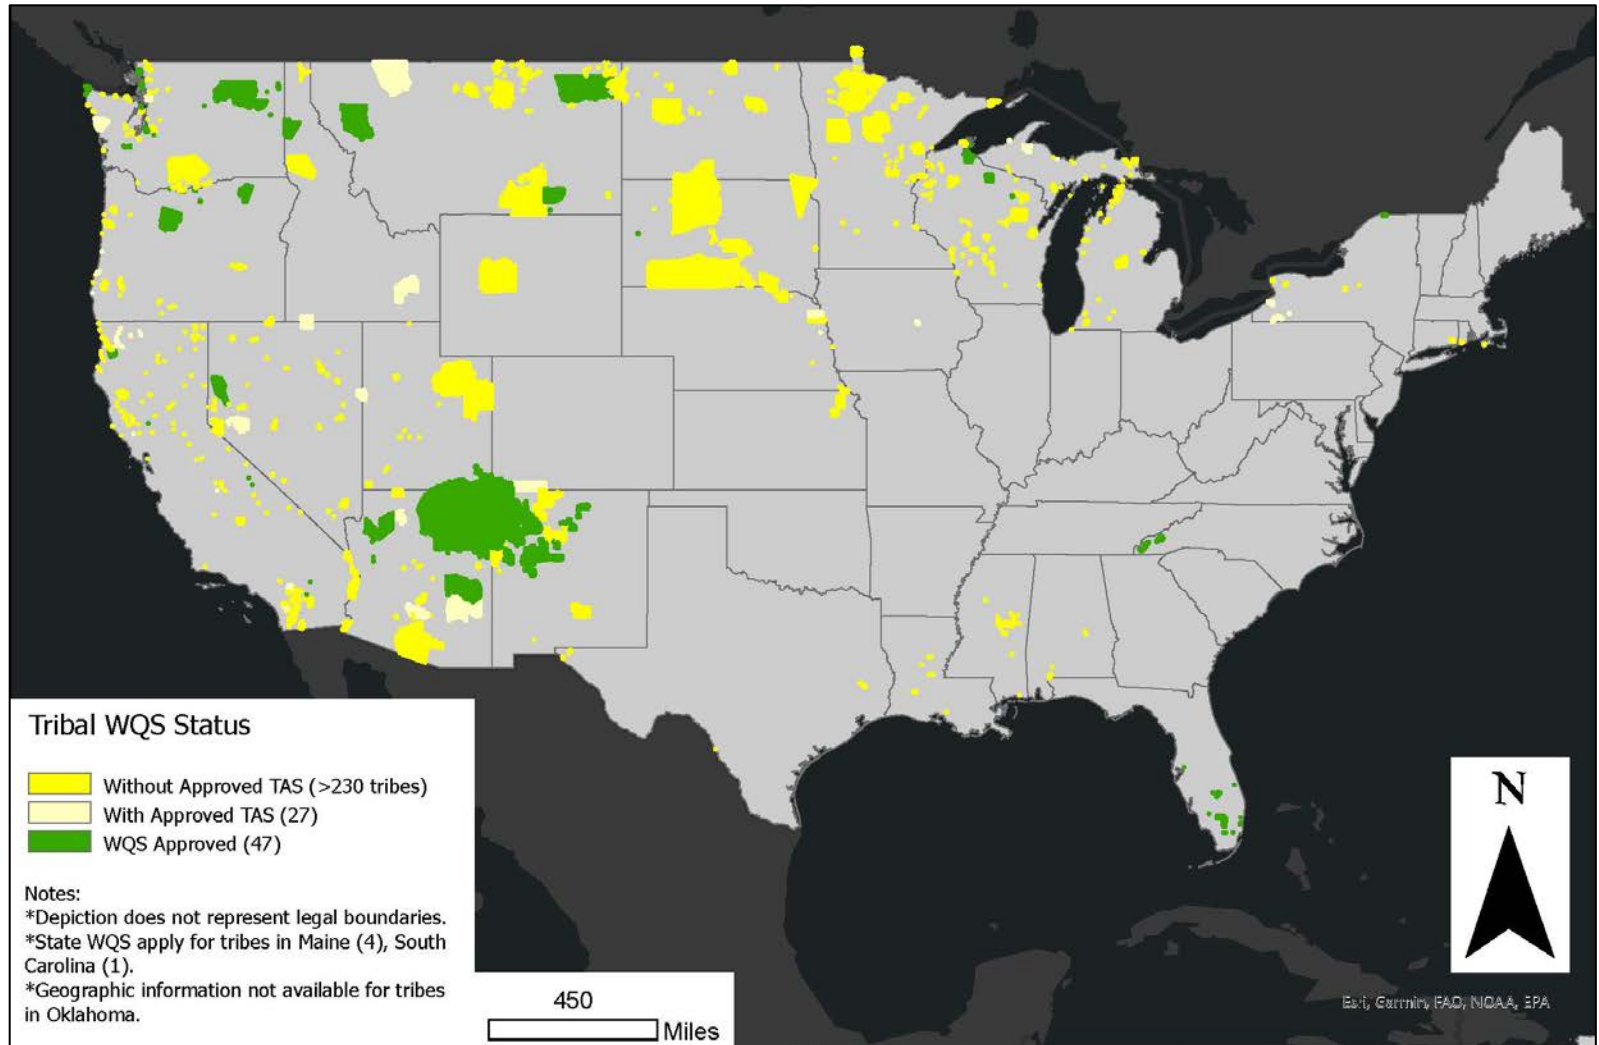 Tribal WQS Status
Without Approved TAS (>230 tribes)
With Approved TAS (27)
WQS Approved (47)
Notes:
*Depiction does not represent legal boundaries.
*State WQS apply for tribes in Maine (4), South
Carolina (1).
*Geographic information not available for tribes
in Oklahoma.
450
Miles
N
Esri, Garmin, FAO, NOAA, EPA